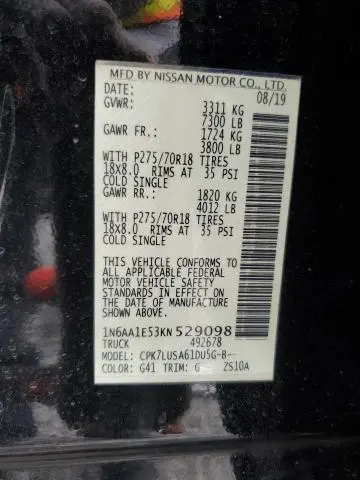 MFD BY NISSAN MOTOR CO., LTD.
DATE: 08/19
GVWR: 3311 KG
7300 LB
GAWR FR.: 1724 KG
3800 LB
WITH P275/70R18 TIRES
18x8.0 RIMS AT 35 PSI
COLD SINGLE
GAWR RR.: 1820 KG
4012 LB
WITH P275/70R18 TIRES
18x8.0 RIMS AT 35 PSI
COLD SINGLE
THIS VEHICLE CONFORMS TO
ALL APPLICABLE FEDERAL
MOTOR VEHICLE SAFETY
STANDARDS IN EFFECT ON THE
DATE OF MANUFACTURE
SHOWN ABOVE.
1N6AA1E53KN529098
TRUCK 492678
MODEL: CPK7LUSA61DU5G-B--
COLOR: G41 TRIM: G ZS10A